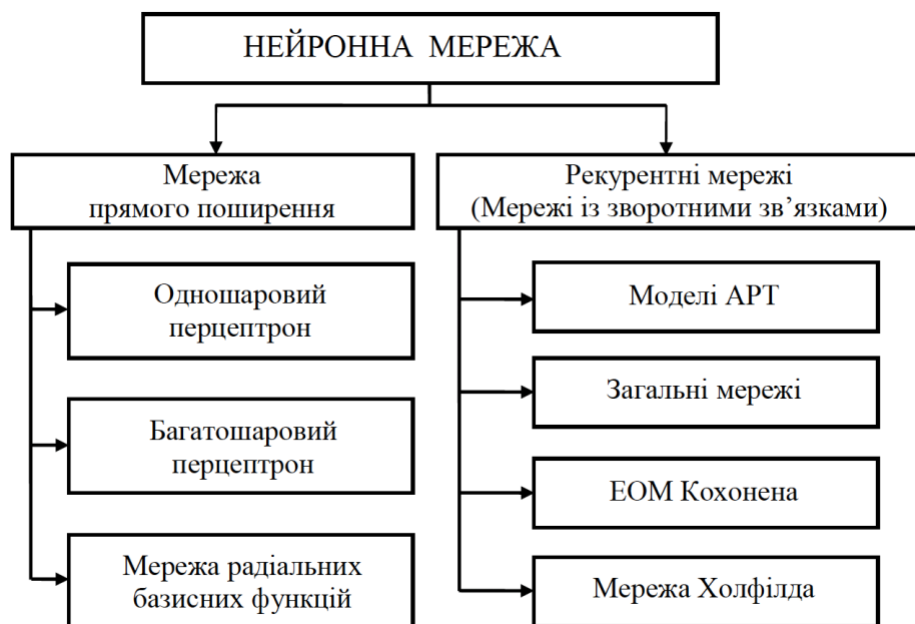 НЕЙРОННА МЕРЕЖА
Мережа
прямого поширення
Одношаровий
перцептрон
Багатошаровий
перцептрон
Мережа радіальних
базисних функцій
Рекурентні мережі
(Мережі із зворотними зв’язками)
Моделі АРТ
Загальні мережі
ЕОМ Кохонена
Мережа Холфілда